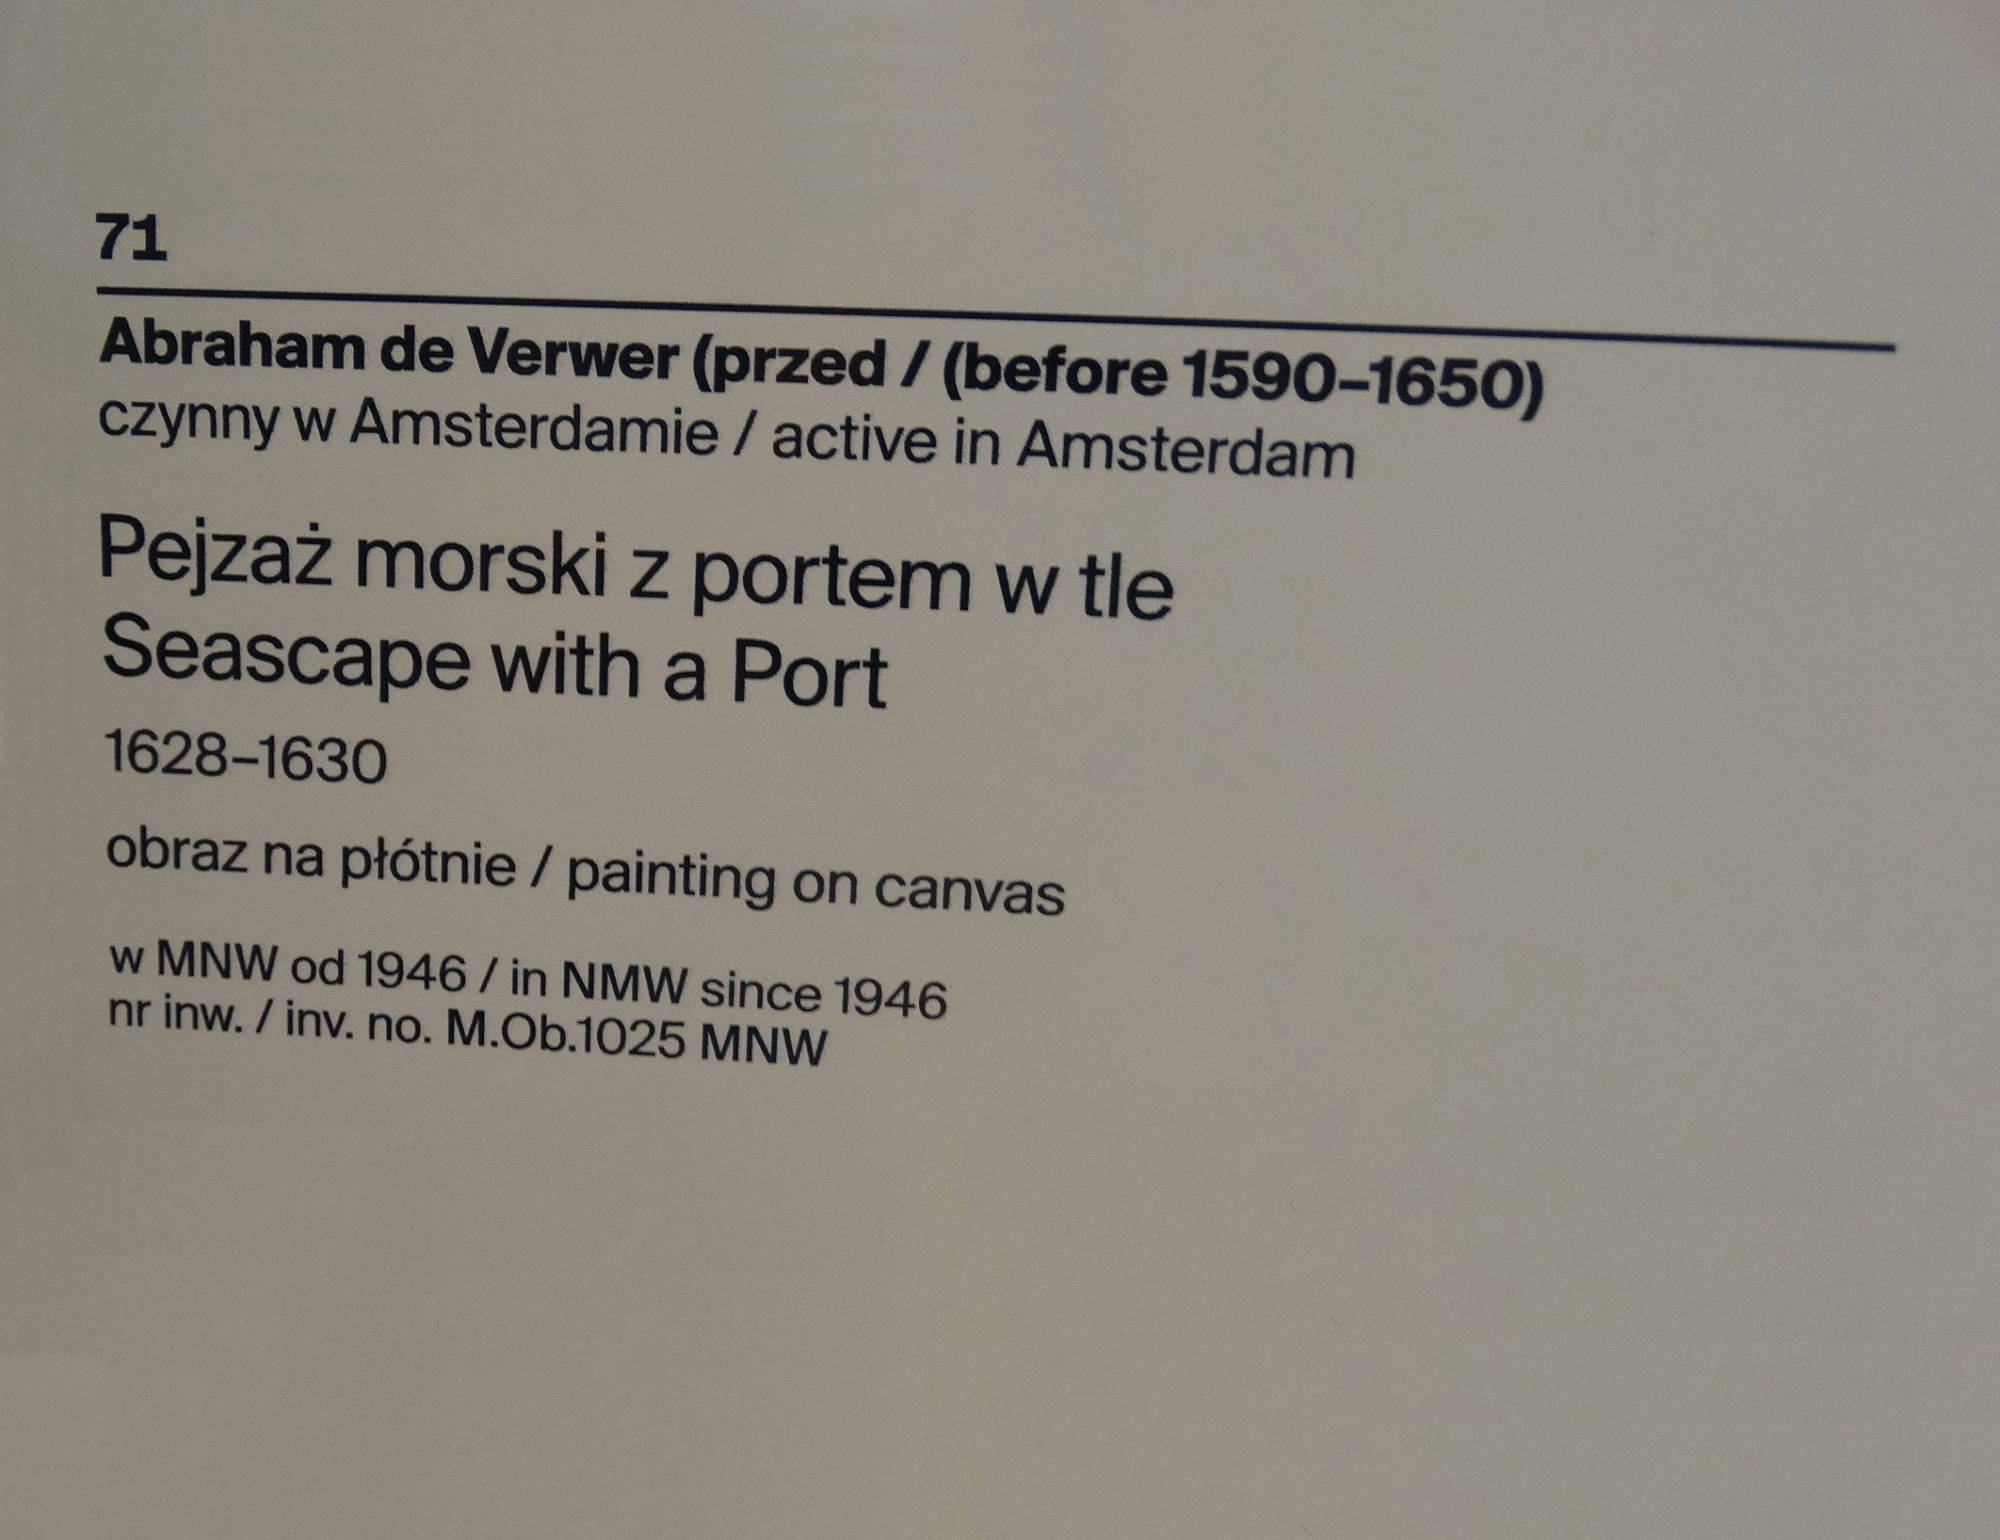 71
Abraham de Verwer (przed / (before 1590–1650)
czynny w Amsterdamie / active in Amsterdam
Pejzaż morski z portem w tle
Seascape with a Port
1628–1630
obraz na płótnie / painting on canvas
w MNW od 1946 / in NMW since 1946
nr inw. / inv. no. M.Ob.1025 MNW